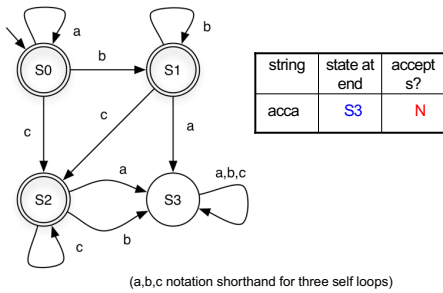 a
b
S0
b
S1
c
c
a
S2
a
S3
a,b,c
b
c
string
state at end
accept s?
acca
S3
N
(a,b,c notation shorthand for three self loops)